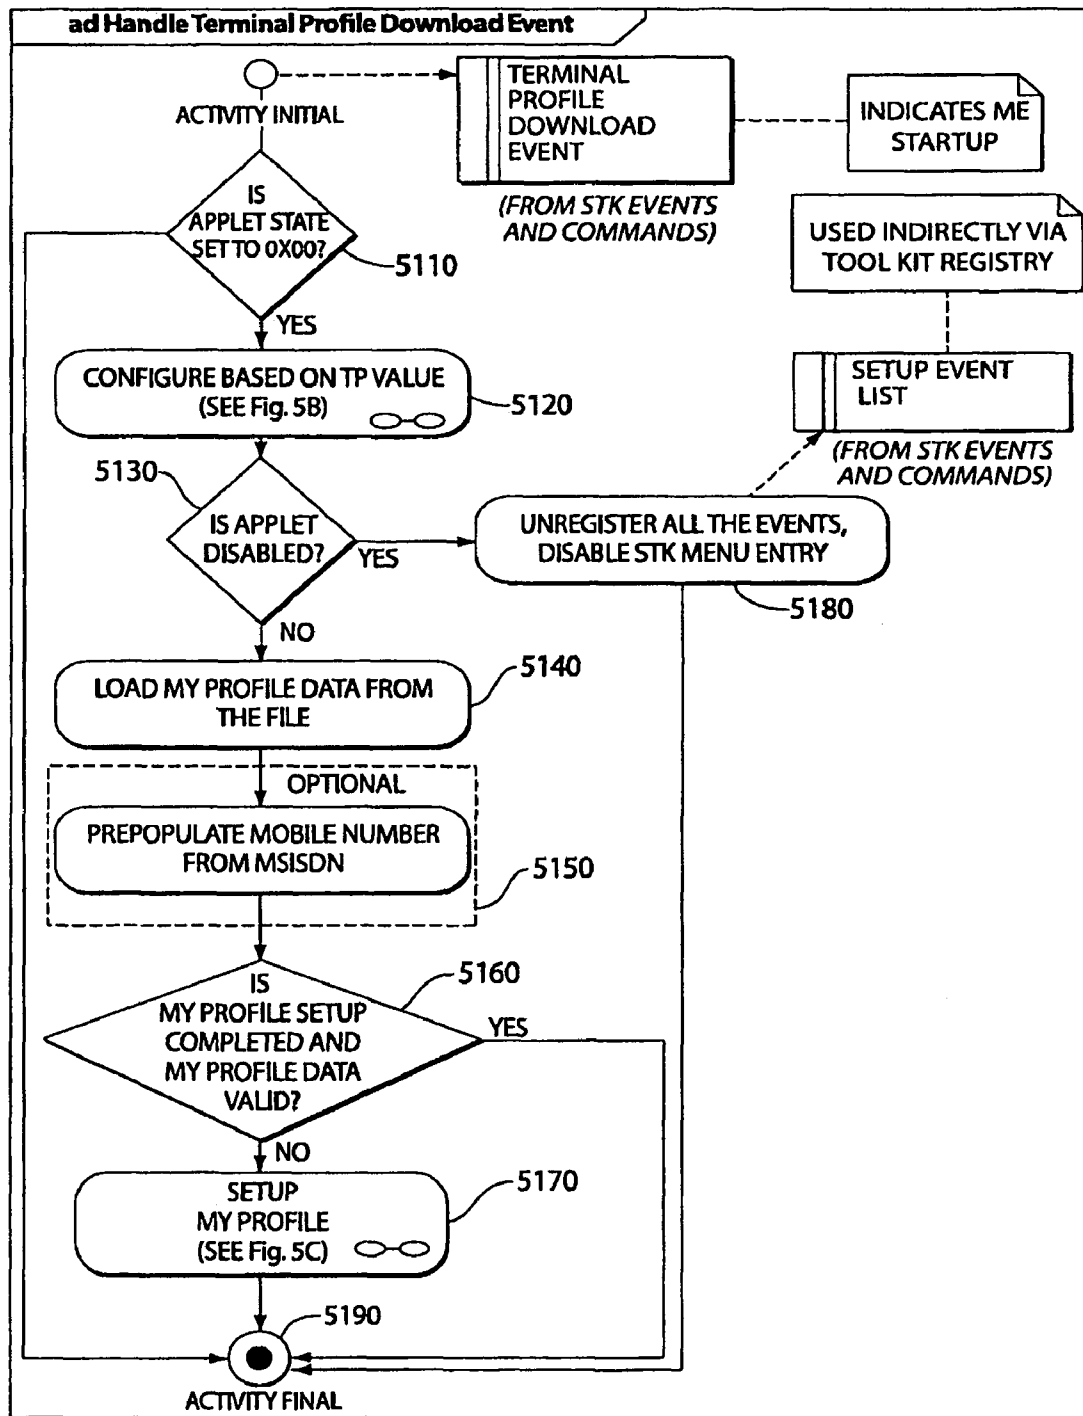 ad Handle Terminal Profile Download Event
ACTIVITY INITIAL
TERMINAL
PROFILE
DOWNLOAD
EVENT
(FROM STK EVENTS
AND COMMANDS)
INDICATES ME
STARTUP
USED INDIRECTLY VIA
TOOL KIT REGISTRY
SETUP EVENT
LIST
(FROM STK EVENTS
AND COMMANDS)
IS
APPLET STATE
SET TO 0X00?
5110
YES
CONFIGURE BASED ON TP VALUE
(SEE Fig. 5B)
5120
5130
IS APPLET
DISABLED?
YES
UNREGISTER ALL THE EVENTS,
DISABLE STK MENU ENTRY
5180
NO
LOAD MY PROFILE DATA FROM
THE FILE
5140
OPTIONAL
PREPOPULATE MOBILE NUMBER
FROM MSISDN
5150
IS
MY PROFILE SETUP
COMPLETED AND
MY PROFILE DATA
VALID?
5160
YES
NO
SETUP
MY PROFILE
(SEE Fig. 5C)
5170
5190
ACTIVITY FINAL